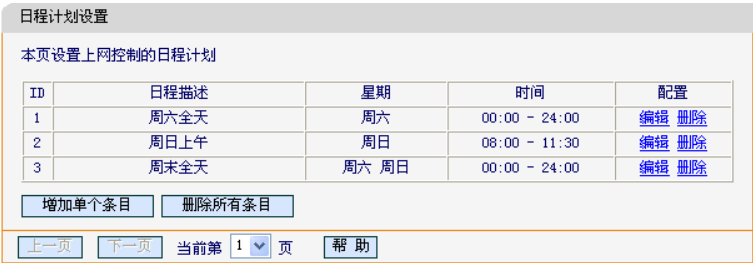 日程计划设置
本页设置上网控制的日程计划
ID 日程描述 星期 时间 配置
1 周六全天 周六 00:00 - 24:00 编辑 删除
2 周日上午 周日 08:00 - 11:30 编辑 删除
3 周末全天 周六 周日 00:00 - 24:00 编辑 删除
增加单个条目 删除所有条目
上一页 下一页 当前第 1 页 帮 助